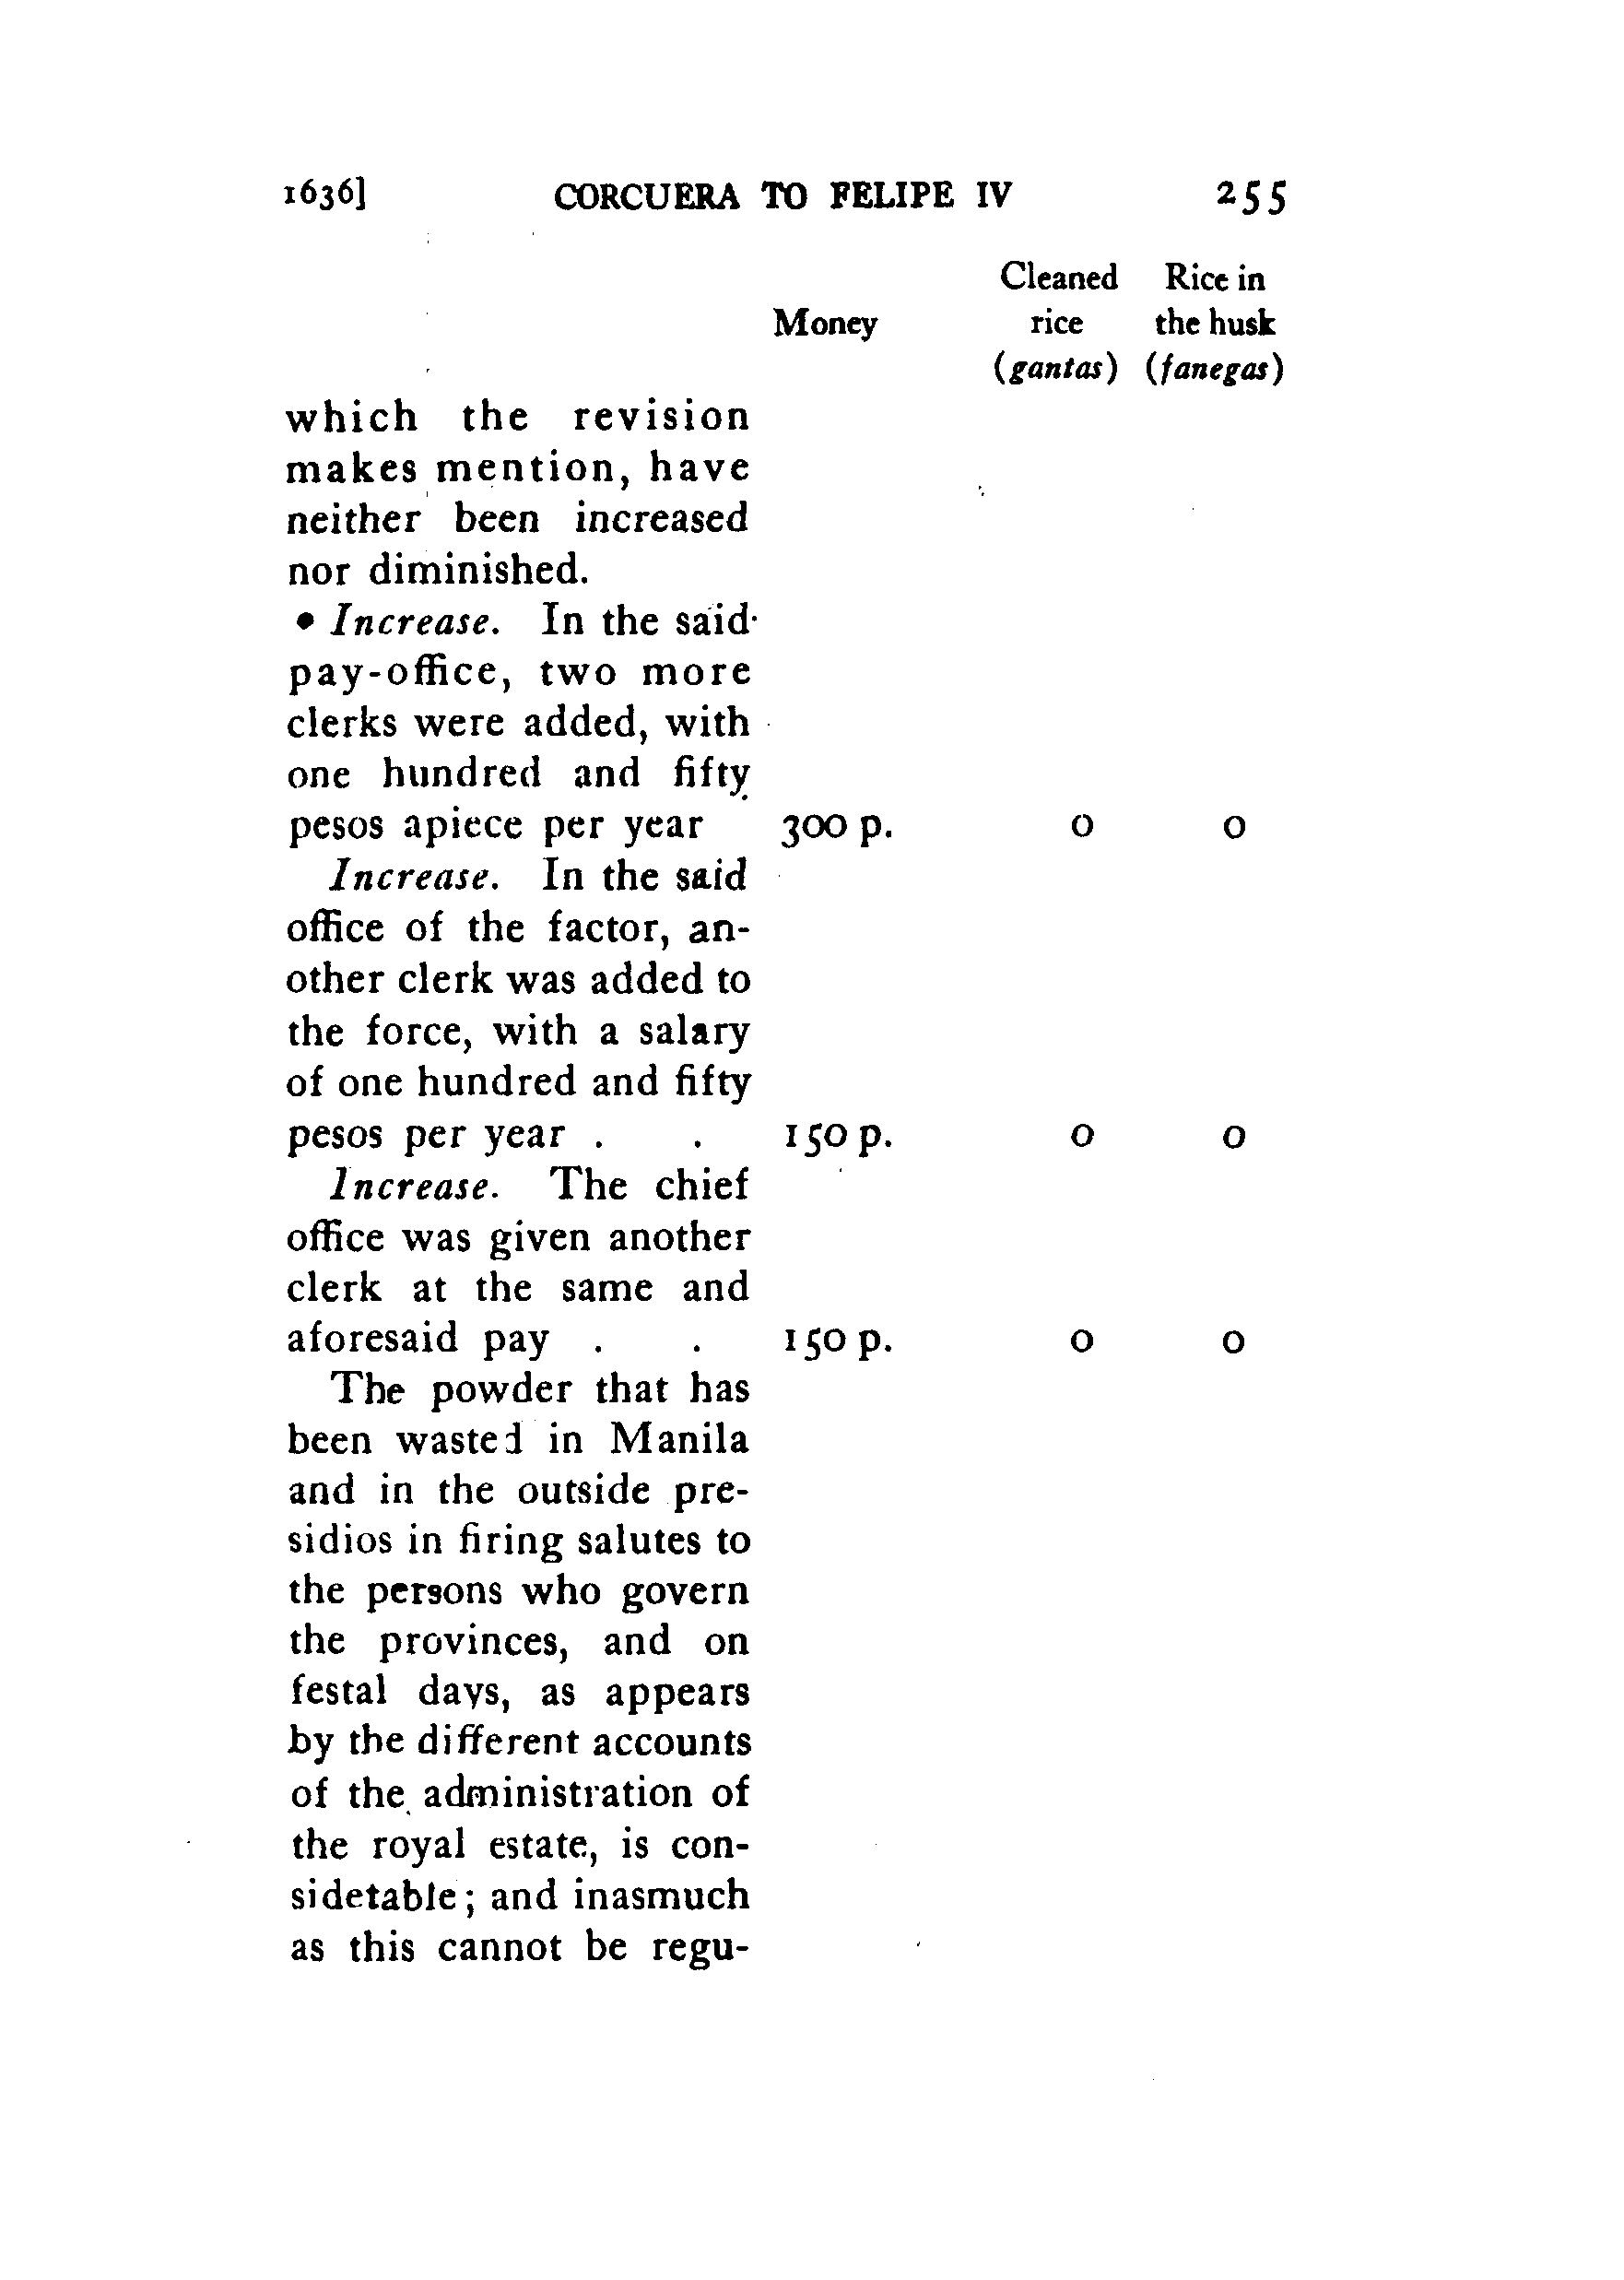 1636] CORCUERA TO FELIPE IV 255
Cleaned Rice in
Money rice the husk
(gantas) (fanegas)
which the revision
makes mention, have
neither been increased
nor diminished.
• Increase. In the said
pay-office, two more
clerks were added, with
one hundred and fifty
pesos apiece per year 300 p. 0 0
Increase. In the said
office of the factor, an-
other clerk was added to
the force, with a salary
of one hundred and fifty
pesos per year . . 150 p. 0 0
Increase. The chief
office was given another
clerk at the same and
aforesaid pay . . 150 p. 0 0
The powder that has
been wasted in Manila
and in the outside pre-
sidios in firing salutes to
the persons who govern
the provinces, and on
festal days, as appears
by the different accounts
of the administration of
the royal estate, is con-
sidetable; and inasmuch
as this cannot be regu-